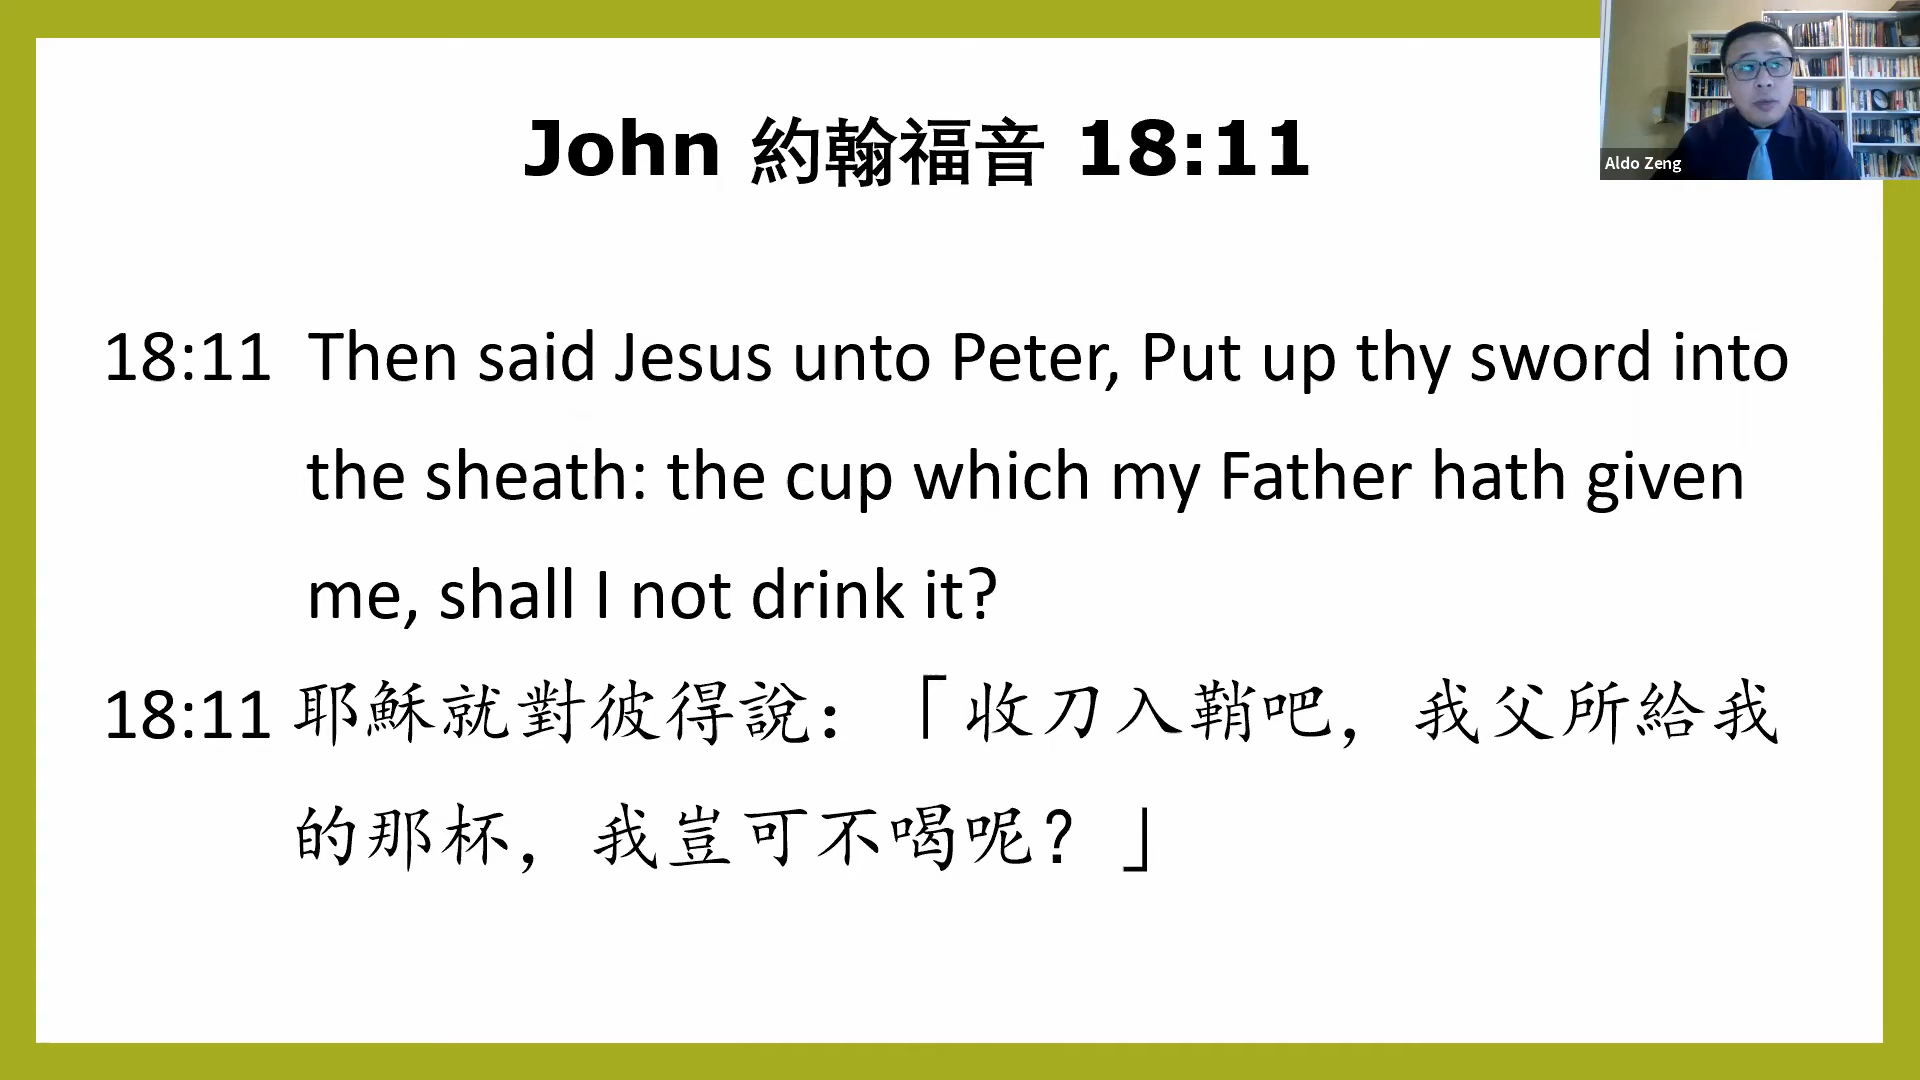 John 約翰福音 18:11
Aldo Zeng
18:11 Then said Jesus unto Peter, Put up thy sword into
the sheath: the cup which my Father hath given
me, shall I not drink it?
18:11 耶穌就對彼得說：「收刀入鞘吧，我父所給我
的那杯，我豈可不喝呢？」